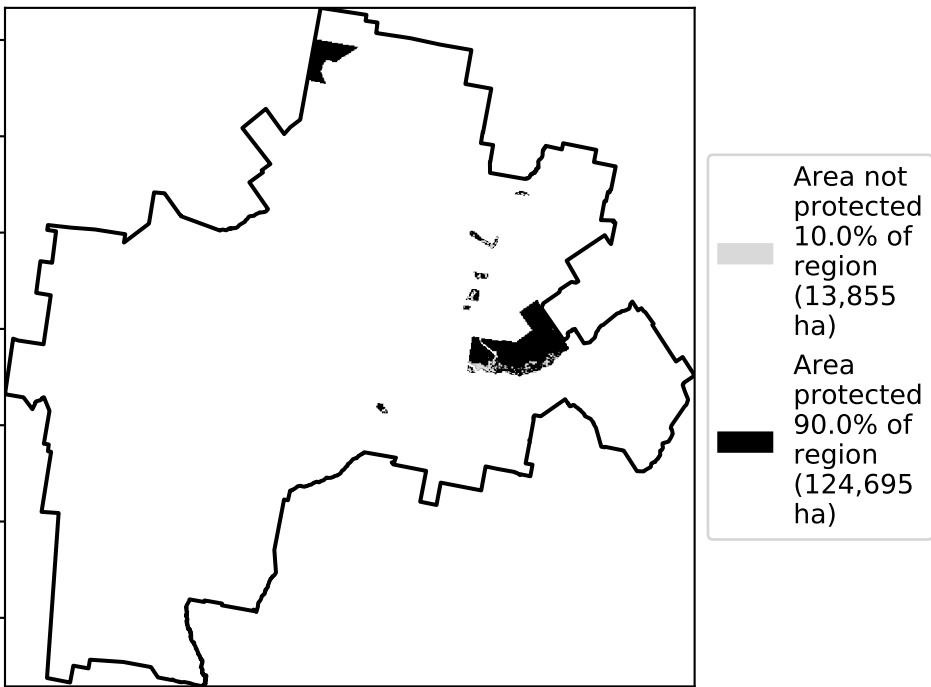 Area not
protected
10.0% of
region
(13,855
ha)
Area
protected
90.0% of
region
(124,695
ha)